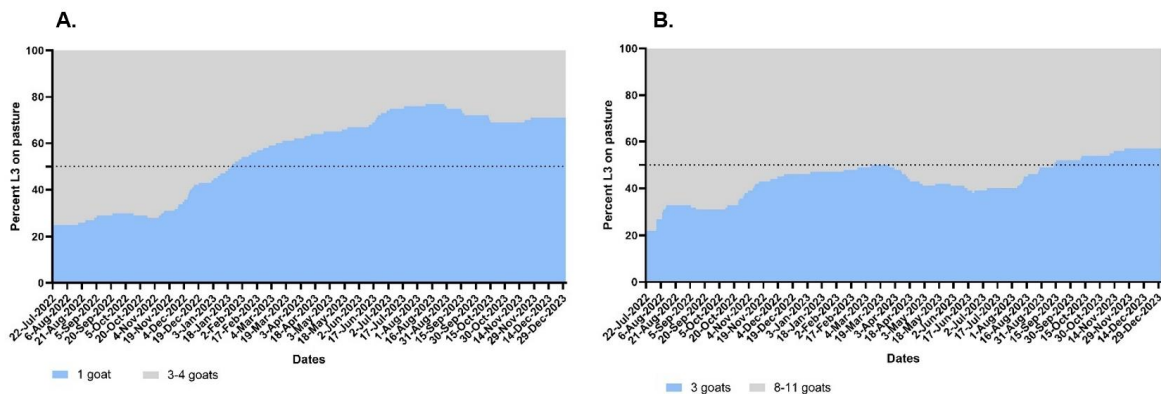 A.
Percent L3 on pasture
100
80
60
40
20
0
22-Jul-2022
6-Aug-2022
21-Aug-2022
5-Sep-2022
20-Sep-2022
5-Oct-2022
20-Oct-2022
4-Nov-2022
19-Nov-2022
4-Dec-2022
19-Dec-2022
3-Jan-2023
18-Jan-2023
2-Feb-2023
17-Feb-2023
4-Mar-2023
19-Mar-2023
3-Apr-2023
18-Apr-2023
3-May-2023
18-May-2023
2-Jun-2023
17-Jun-2023
2-Jul-2023
17-Jul-2023
1-Aug-2023
16-Aug-2023
31-Aug-2023
15-Sep-2023
30-Sep-2023
15-Oct-2023
30-Oct-2023
14-Nov-2023
29-Nov-2023
14-Dec-2023
29-Dec-2023
Dates
1 goat
3-4 goats
B.
Percent L3 on pasture
100
80
60
40
20
0
22-Jul-2022
6-Aug-2022
21-Aug-2022
5-Sep-2022
20-Sep-2022
5-Oct-2022
20-Oct-2022
4-Nov-2022
19-Nov-2022
4-Dec-2022
19-Dec-2022
3-Jan-2023
18-Jan-2023
2-Feb-2023
17-Feb-2023
4-Mar-2023
19-Mar-2023
3-Apr-2023
18-Apr-2023
3-May-2023
18-May-2023
2-Jun-2023
17-Jun-2023
2-Jul-2023
17-Jul-2023
1-Aug-2023
16-Aug-2023
31-Aug-2023
15-Sep-2023
30-Sep-2023
15-Oct-2023
30-Oct-2023
14-Nov-2023
29-Nov-2023
14-Dec-2023
29-Dec-2023
Dates
3 goats
8-11 goats